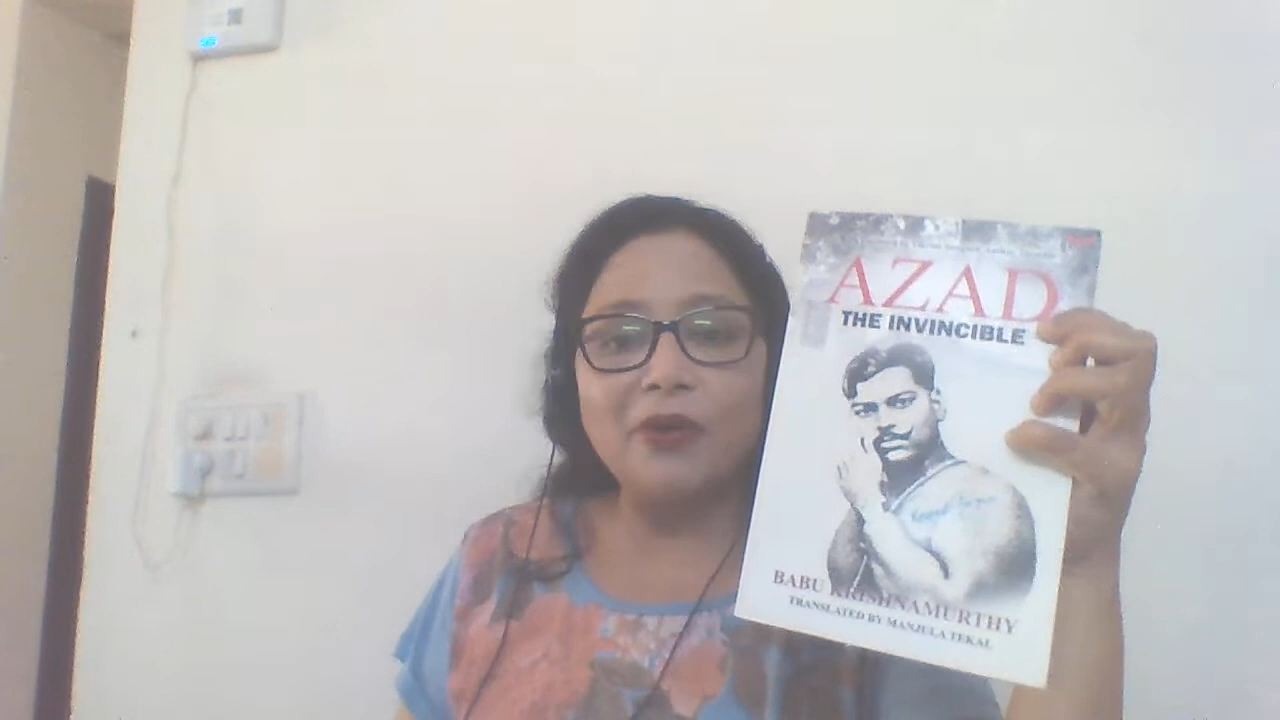 AZAD
THE INVINCIBLE
BABU KRISHNAMURTHY
TRANSLATED BY MANJULA TEKAL